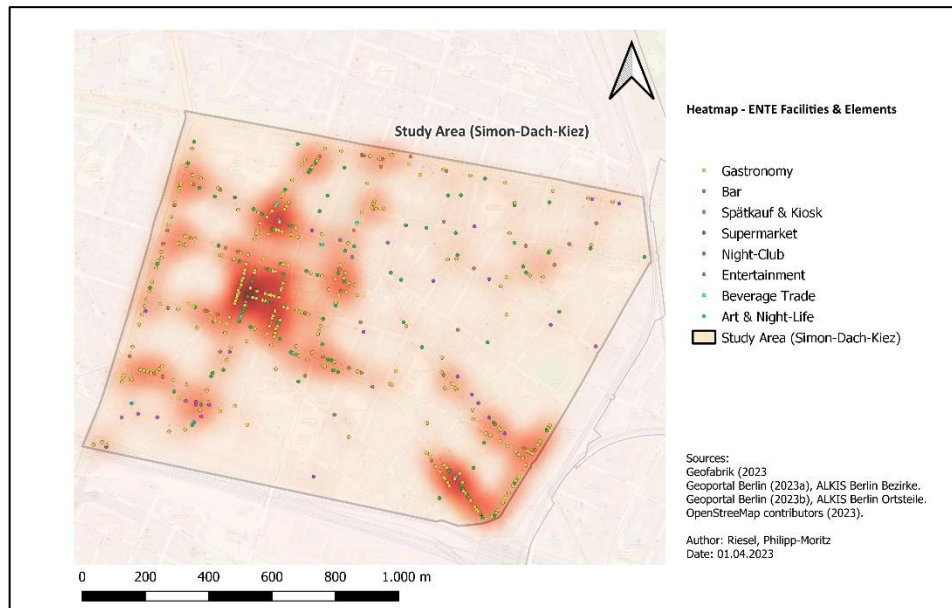 Study Area (Simon-Dach-Kiez)
Heatmap - ENTE Facilities & Elements
Gastronomy
Bar
Spätkauf & Kiosk
Supermarket
Night-Club
Entertainment
Beverage Trade
Art & Night-Life
Study Area (Simon-Dach-Kiez)
Sources:
Geofabrik (2023
Geoportal Berlin (2023a), ALKIS Berlin Bezirke.
Geoportal Berlin (2023b), ALKIS Berlin Ortsteile.
OpenStreeMap contributors (2023).
Author: Riesel, Philipp-Moritz
Date: 01.04.2023
0 200 400 600 800 1.000 m